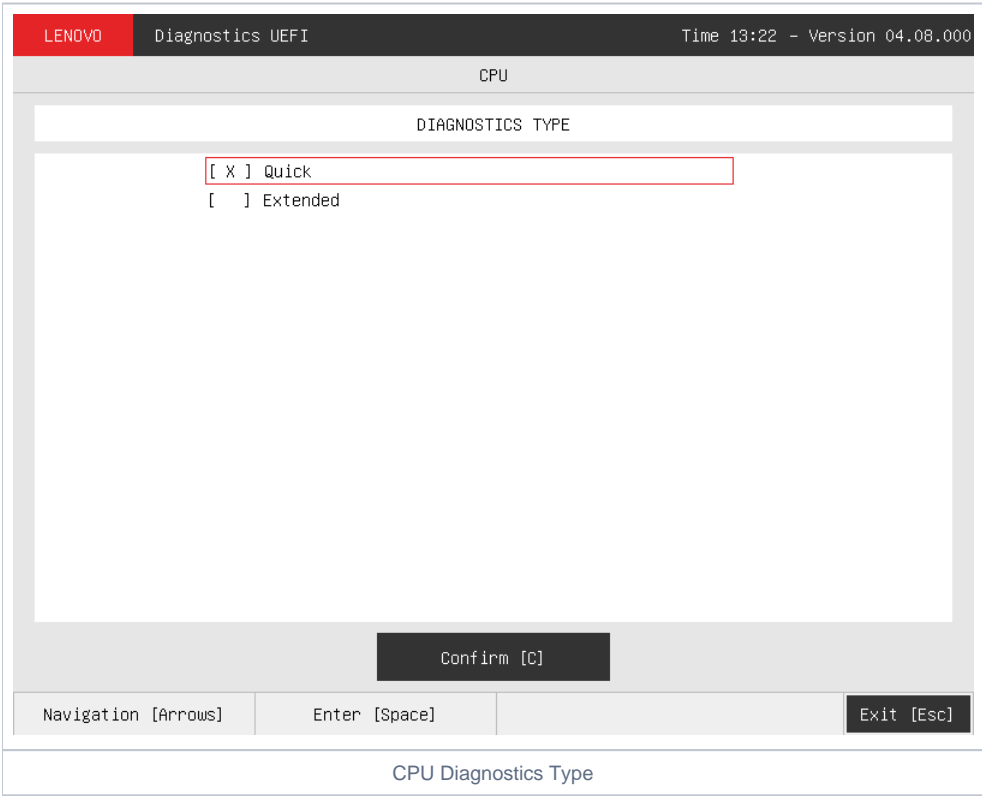 LENOVO Diagnostics UEFI Time 13:22 - Version 04.08.000
CPU
DIAGNOSTICS TYPE
[ X ] Quick
[   ] Extended
Confirm [C]
Navigation [Arrows] Enter [Space] Exit [Esc]
CPU Diagnostics Type